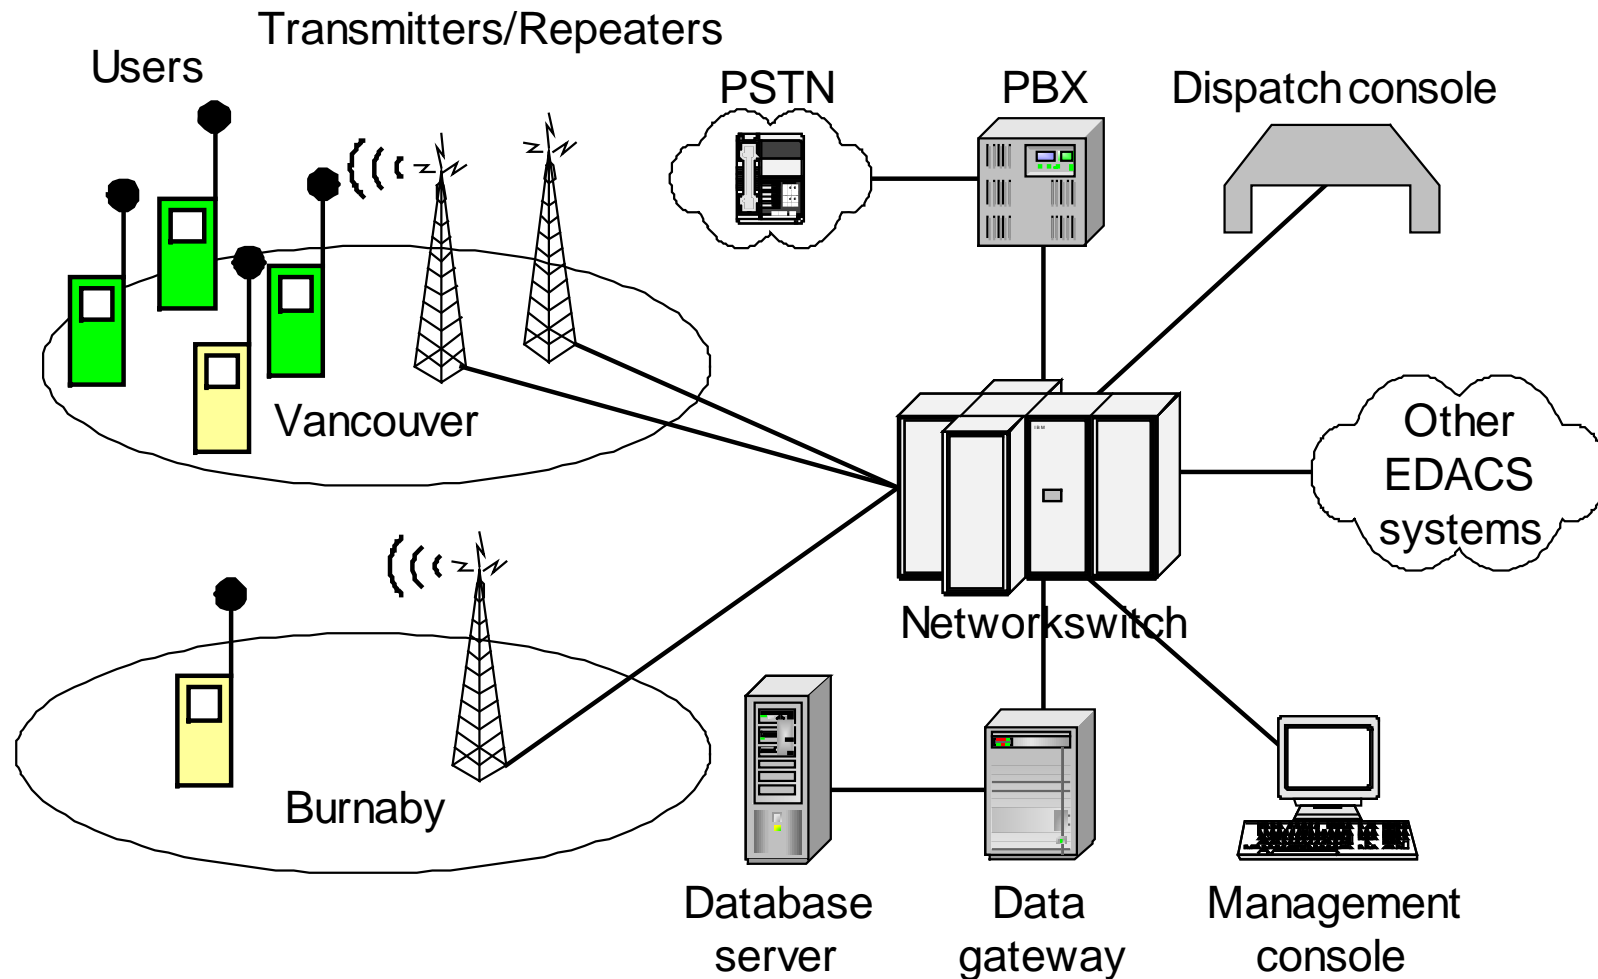 Transmitters/Repeaters
Users
PSTN
PBX
Dispatch console
Vancouver
Other
EDACS
systems
IBM
Networkswitch
Burnaby
Database
server
Data
gateway
Management
console